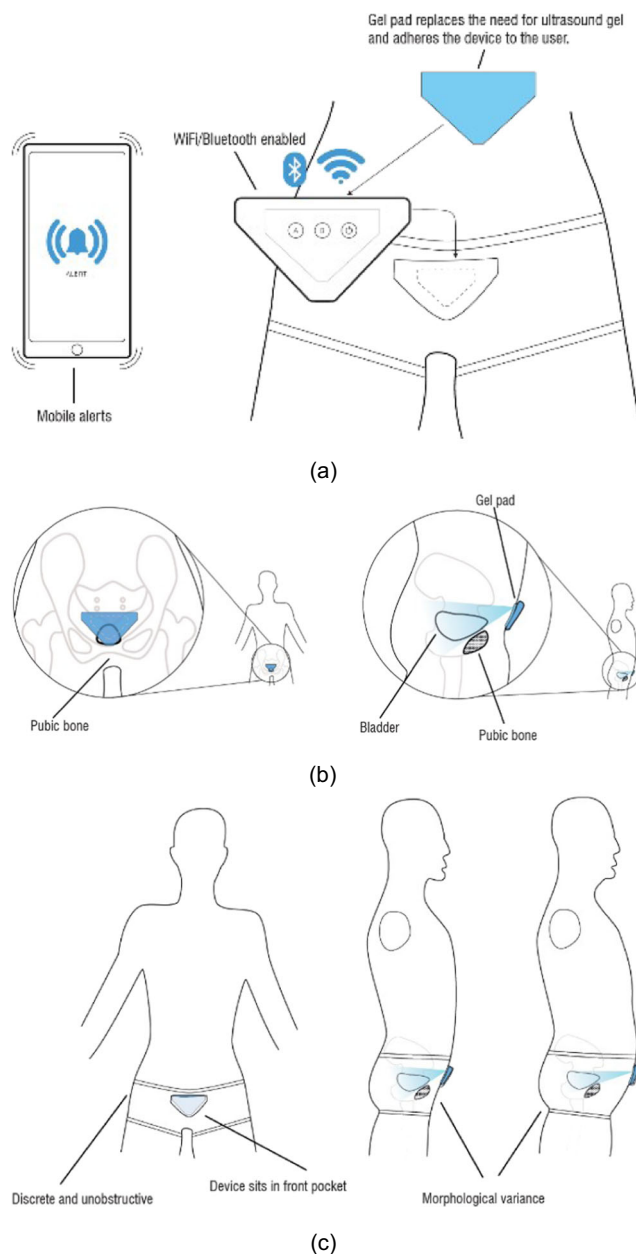 Gel pad replaces the need for ultrasound gel
and adheres the device to the user.
WiFi/Bluetooth enabled
A B
ALERT
Mobile alerts
(a)
Gel pad
Pubic bone
Bladder
Pubic bone
(b)
Discrete and unobstructive
Device sits in front pocket
Morphological variance
(c)